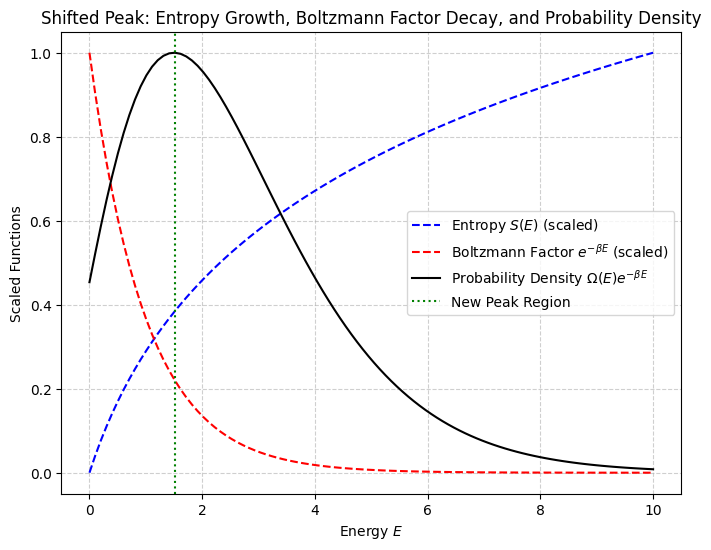 Shifted Peak: Entropy Growth, Boltzmann Factor Decay, and Probability Density
Scaled Functions
1.0
0.8
0.6
0.4
0.2
0.0
Entropy S(E) (scaled)
Boltzmann Factor e^{-βE} (scaled)
Probability Density Ω(E)e^{-βE}
New Peak Region
0 2 4 6 8 10
Energy E